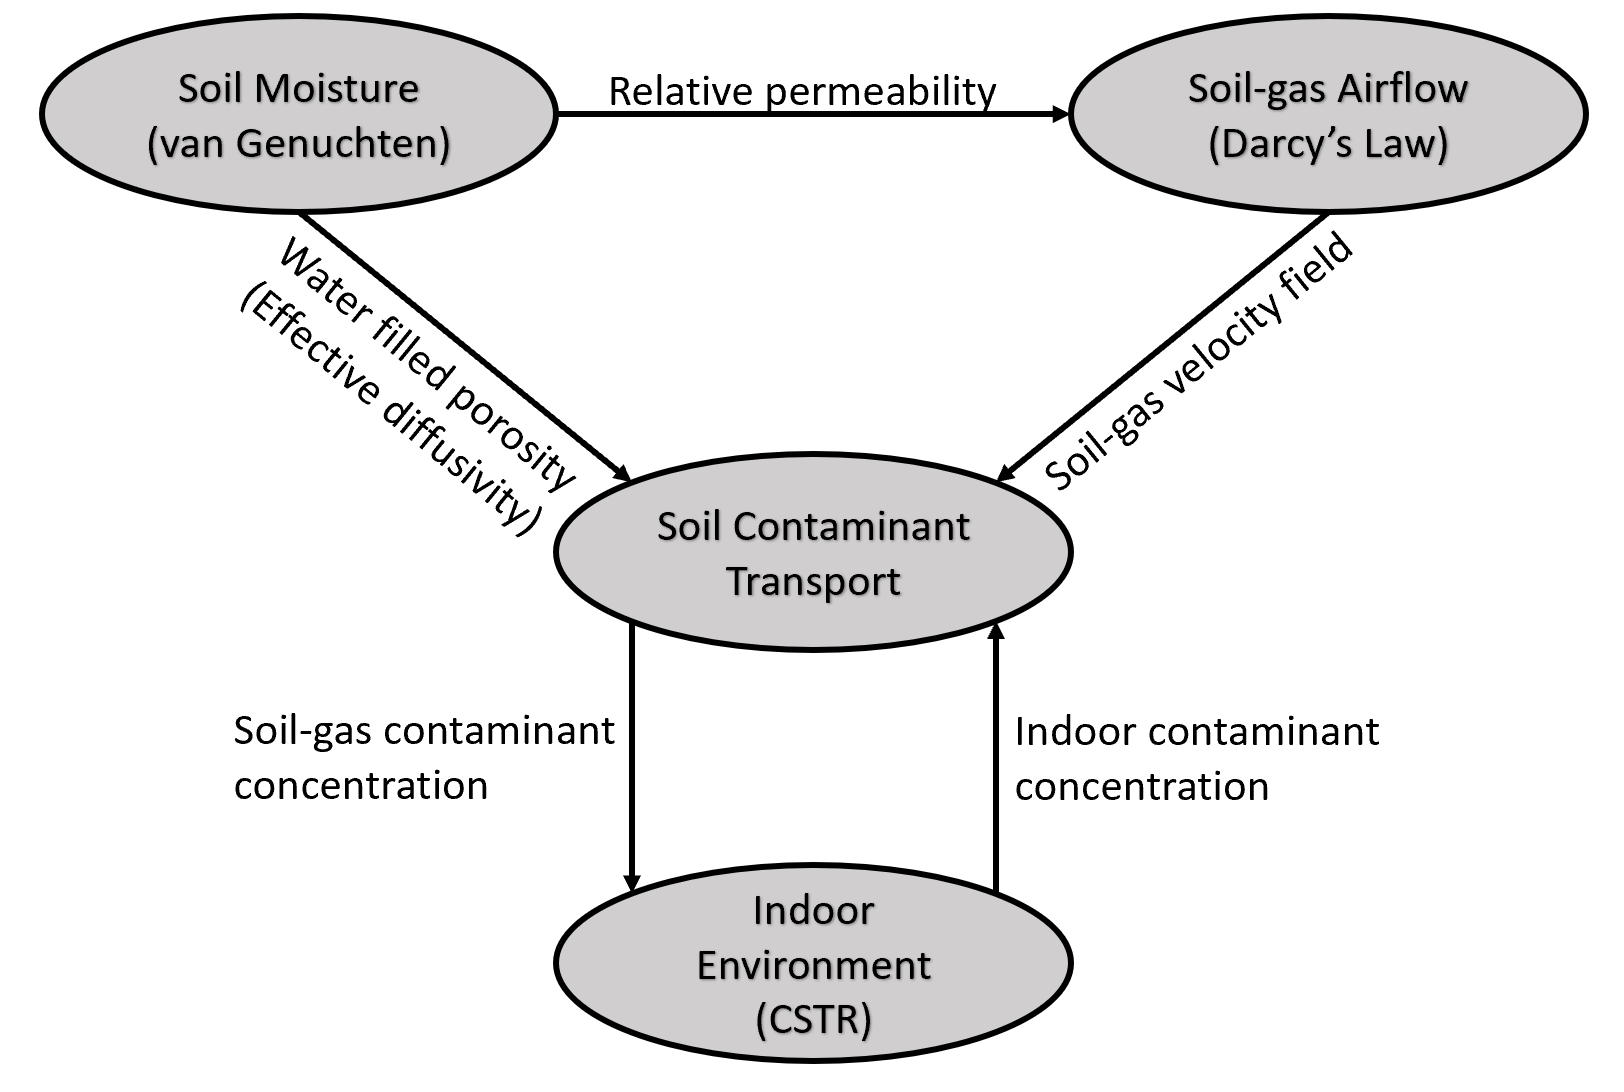 Soil Moisture
(van Genuchten)
Relative permeability
Soil-gas Airflow
(Darcy’s Law)
Water filled porosity
(Effective diffusivity)
Soil-gas velocity field
Soil Contaminant
Transport
Soil-gas contaminant
concentration
Indoor contaminant
concentration
Indoor
Environment
(CSTR)